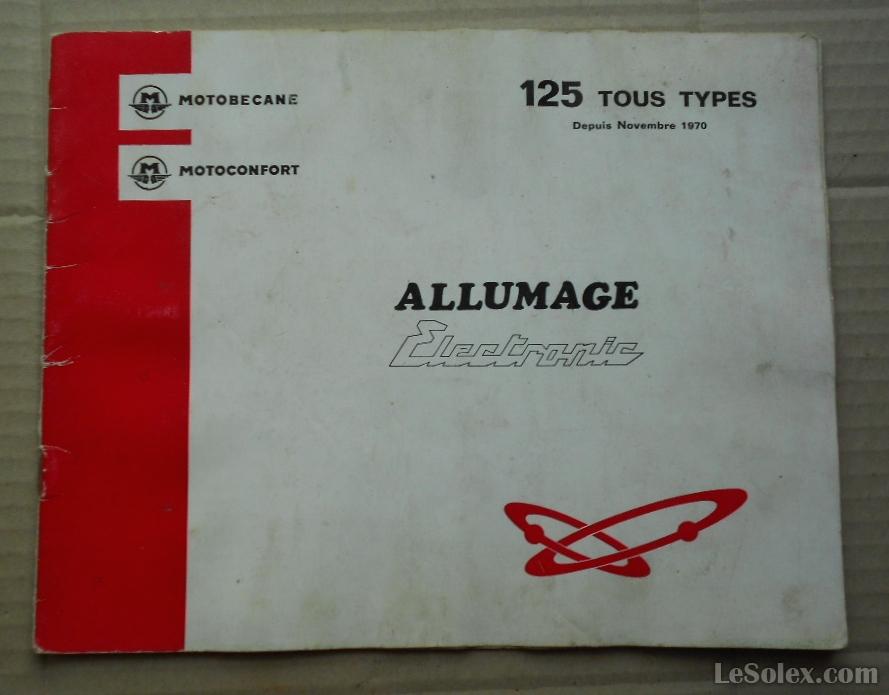 M MOTOBECANE
M MOTOCONFORT
125 TOUS TYPES
Depuis Novembre 1970
ALLUMAGE
Electronic
LeSolex.com